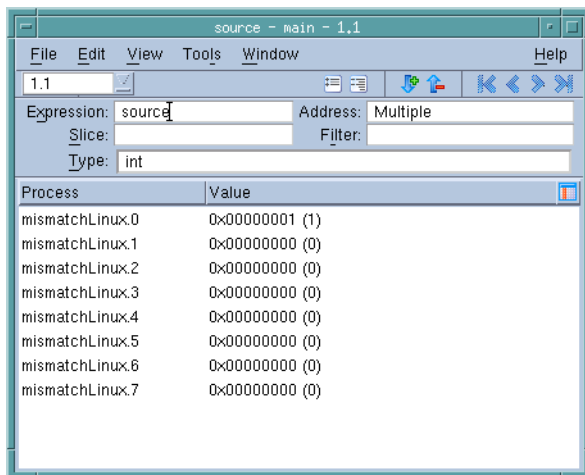 source - main - 1.1
File Edit View Tools Window Help
1.1
Expression: source Address: Multiple
Slice: Filter:
Type: int
Process Value
mismatchLinux.0 0x00000001 (1)
mismatchLinux.1 0x00000000 (0)
mismatchLinux.2 0x00000000 (0)
mismatchLinux.3 0x00000000 (0)
mismatchLinux.4 0x00000000 (0)
mismatchLinux.5 0x00000000 (0)
mismatchLinux.6 0x00000000 (0)
mismatchLinux.7 0x00000000 (0)